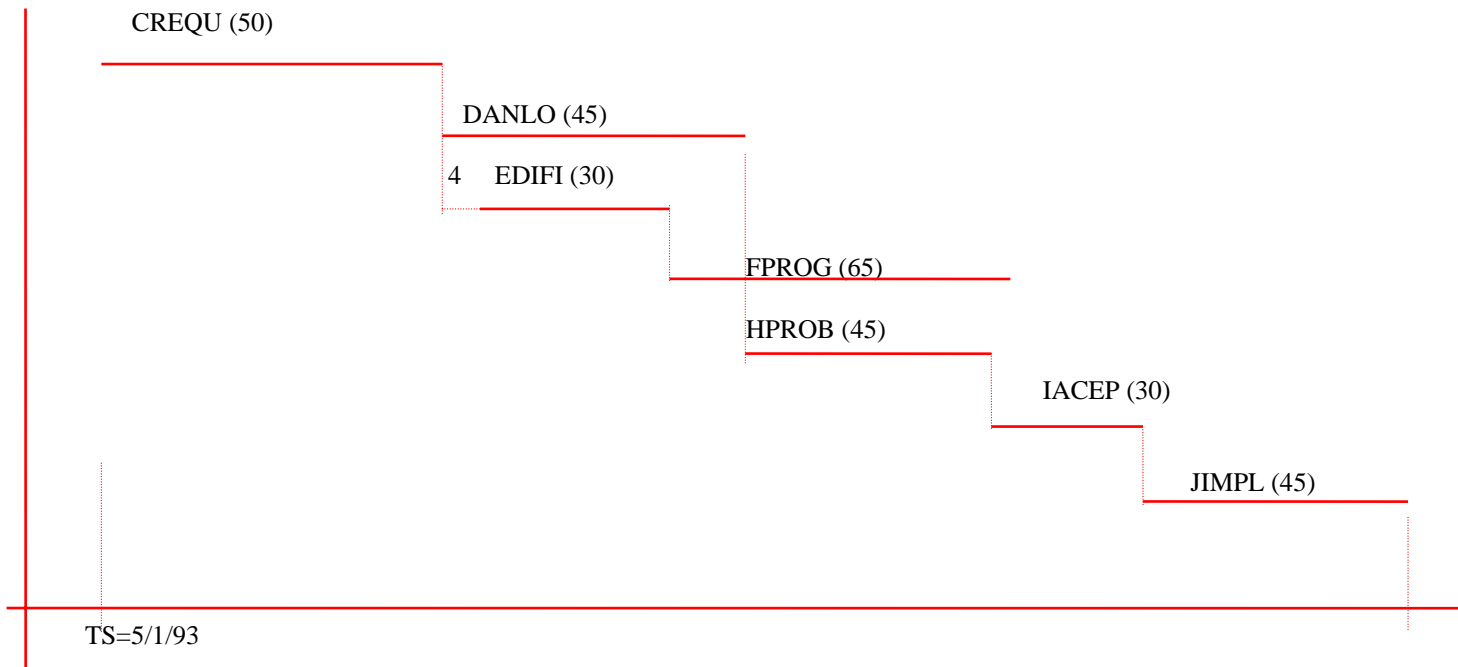 CREQU (50)
DANLO (45)
4 EDIFI (30)
FPROG (65)
HPROB (45)
IACEP (30)
JIMPL (45)
TS=5/1/93